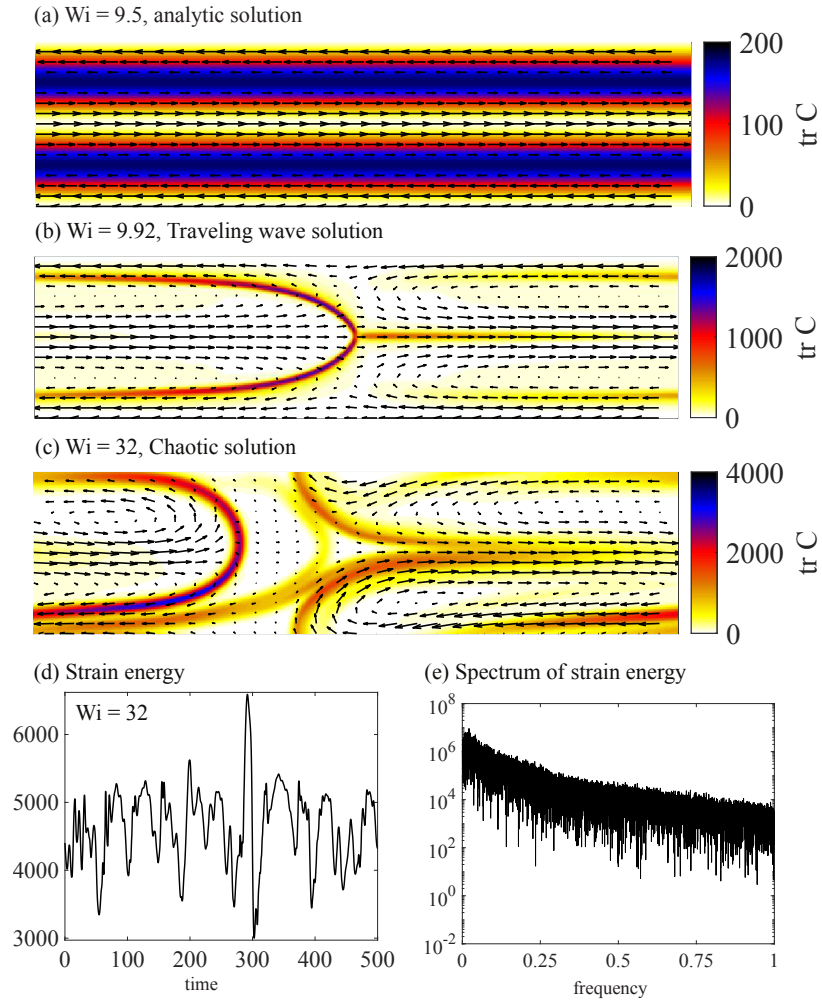 (a) Wi = 9.5, analytic solution
200
100
0
tr C
(b) Wi = 9.92, Traveling wave solution
2000
1000
0
tr C
(c) Wi = 32, Chaotic solution
4000
2000
0
tr C
(d) Strain energy
Wi = 32
6000
5000
4000
3000
0 100 200 300 400 500
time
(e) Spectrum of strain energy
10^8
10^6
10^4
10^2
10^0
10^-2
0 0.25 0.5 0.75 1
frequency